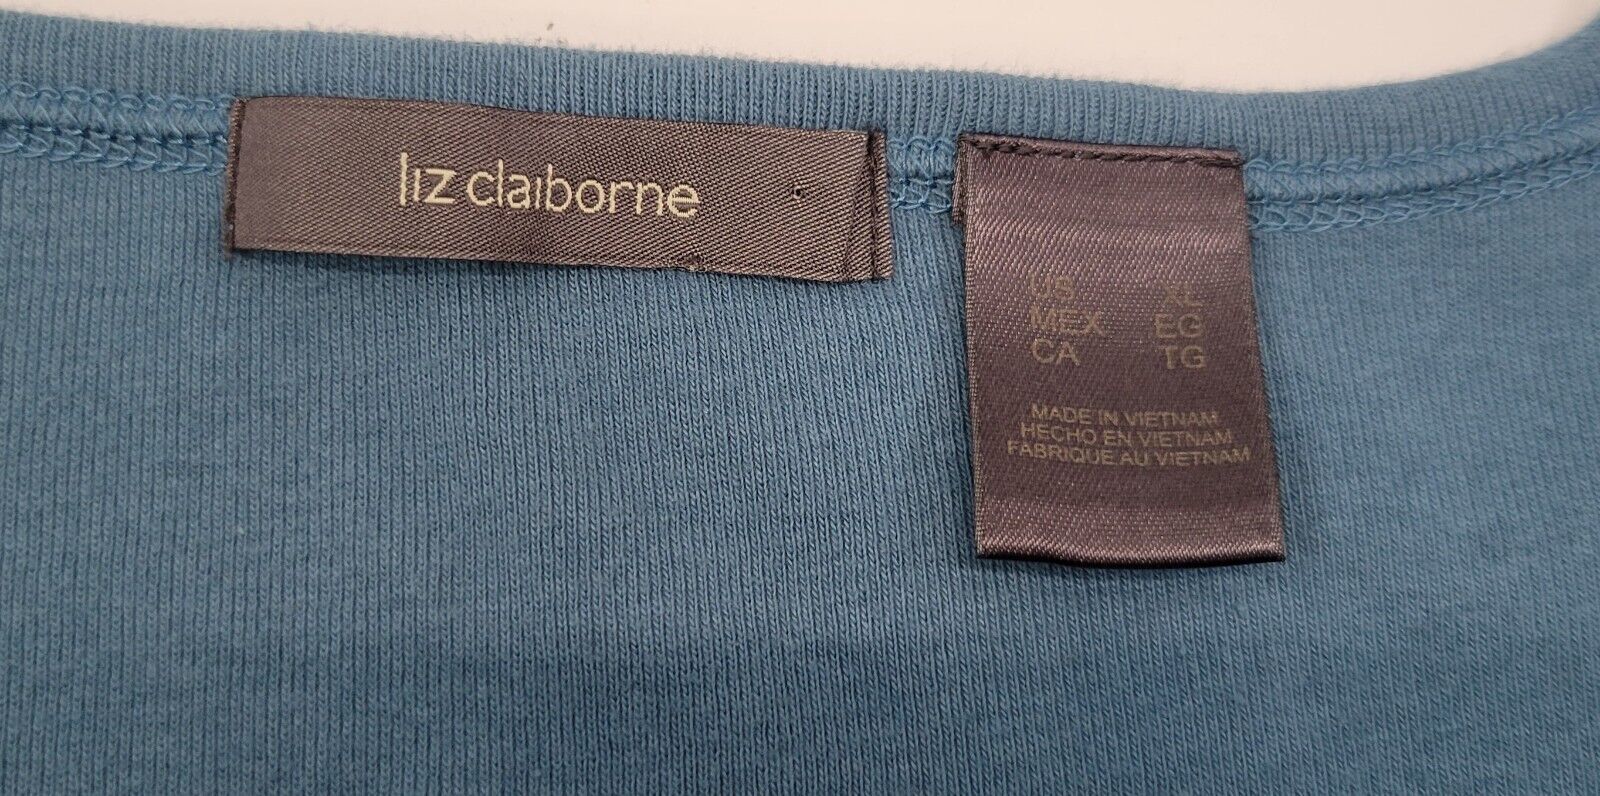 liz claiborne
US XL
MEX EG
CA TG
MADE IN VIETNAM
HECHO EN VIETNAM
FABRIQUE AU VIETNAM